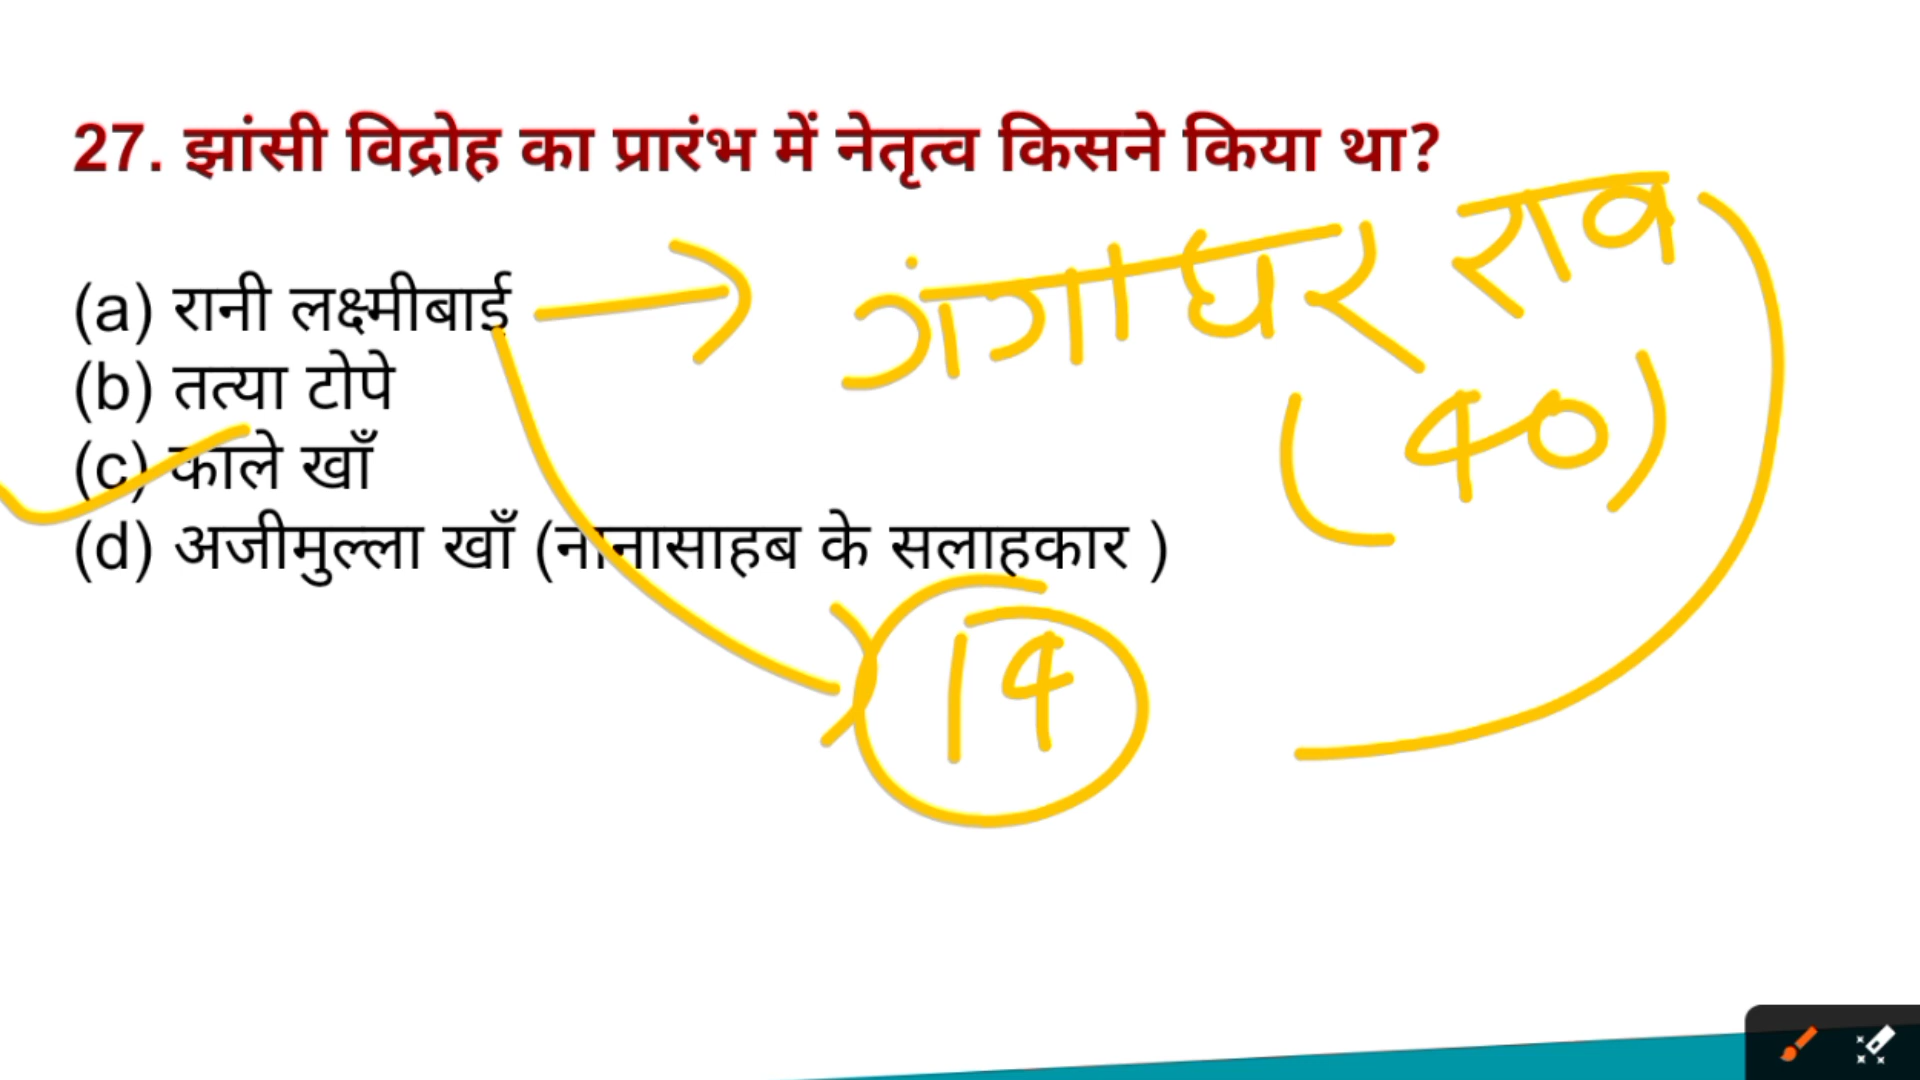 27. झांसी विद्रोह का प्रारंभ में नेतृत्व किसने किया था?
(a) रानी लक्ष्मीबाई
गंगाधर राव
(b) तत्या टोपे
(40)
(c) काले खाँ
(d) अजीमुल्ला खाँ (नानासाहब के सलाहकार )
14